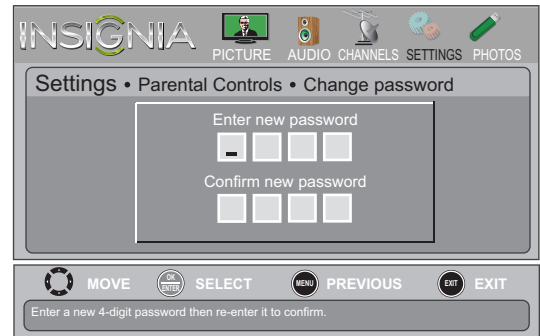 INSIGNIA
PICTURE AUDIO CHANNELS SETTINGS PHOTOS
Settings • Parental Controls • Change password
Enter new password
Confirm new password
MOVE OK ENTER SELECT MENU PREVIOUS EXIT EXIT
Enter a new 4-digit password then re-enter it to confirm.